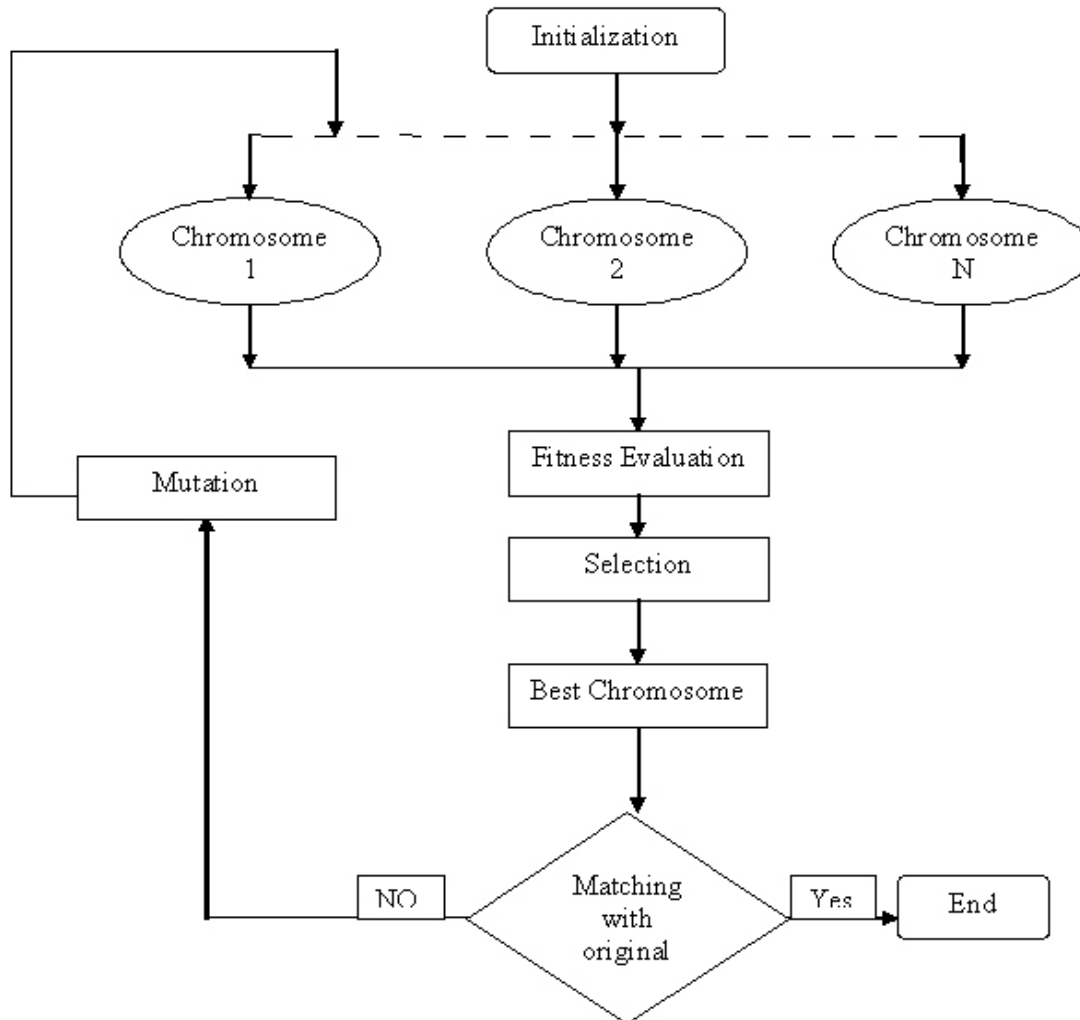 Initialization
Chromosome
1
Chromosome
2
Chromosome
N
Fitness Evaluation
Mutation
Selection
Best Chromosome
NO
Matching
with
original
Yes
End